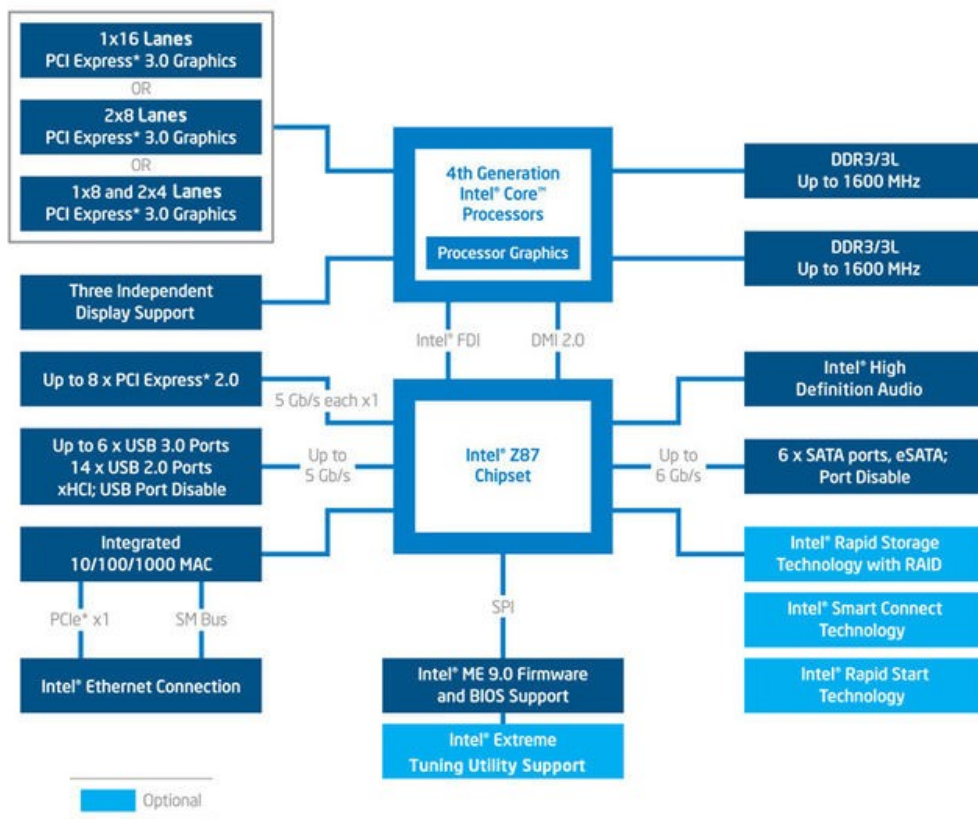 1x16 Lanes
PCI Express* 3.0 Graphics
OR
2x8 Lanes
PCI Express* 3.0 Graphics
OR
1x8 and 2x4 Lanes
PCI Express* 3.0 Graphics
Three Independent
Display Support
4th Generation
Intel® Core™
Processors
Processor Graphics
DDR3/3L
Up to 1600 MHz
DDR3/3L
Up to 1600 MHz
Intel® FDI
DMI 2.0
Up to 8 x PCI Express* 2.0
5 Gb/s each x1
Up to 6 x USB 3.0 Ports
14 x USB 2.0 Ports
xHCI; USB Port Disable
Up to
5 Gb/s
Intel® Z87
Chipset
Intel® High
Definition Audio
Up to
6 Gb/s
6 x SATA ports, eSATA;
Port Disable
Integrated
10/100/1000 MAC
PCIe* x1
SM Bus
Intel® Ethernet Connection
SPI
Intel® ME 9.0 Firmware
and BIOS Support
Intel® Extreme
Tuning Utility Support
Intel® Rapid Storage
Technology with RAID
Intel® Smart Connect
Technology
Intel® Rapid Start
Technology
Optional